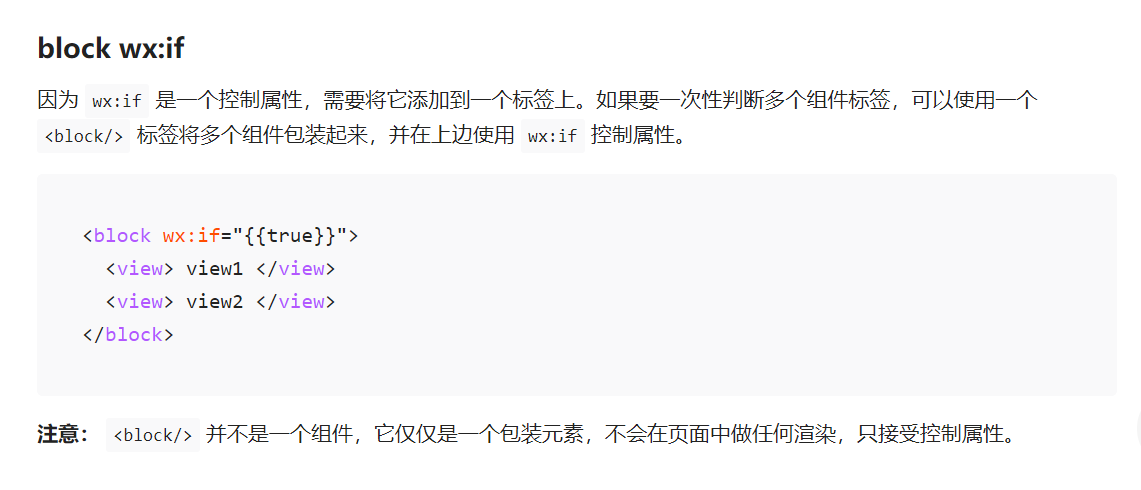 block wx:if
因为 wx:if 是一个控制属性，需要将它添加到一个标签上。如果要一次性判断多个组件标签，可以使用一个
<block/> 标签将多个组件包装起来，并在上边使用 wx:if 控制属性。
<block wx:if="{{true}}">
  <view> view1 </view>
  <view> view2 </view>
</block>
注意： <block/> 并不是一个组件，它仅仅是一个包装元素，不会在页面中做任何渲染，只接受控制属性。